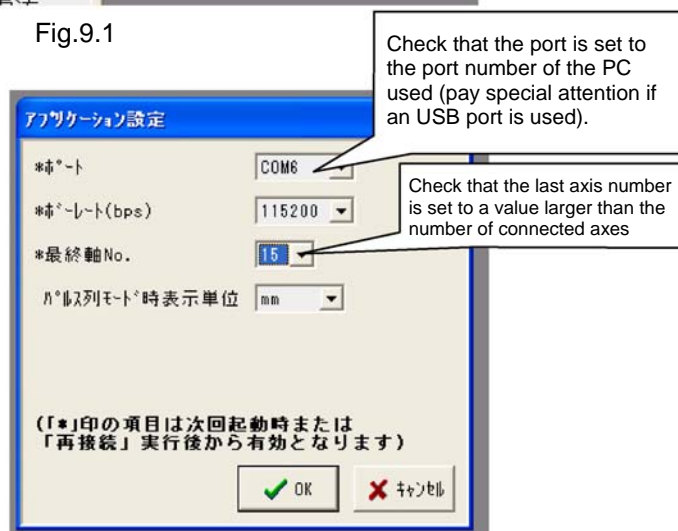 Fig.9.1
Check that the port is set to
the port number of the PC
used (pay special attention if
an USB port is used).
アプリケーション設定
*ポート
COM6
Check that the last axis number
is set to a value larger than the
number of connected axes
*ボーレート(bps)
115200
*最終軸No.
15
パルス列モード時表示単位
mm
(「*」印の項目は次回起動時または
「再接続」実行後から有効となります)
OK
キャンセル